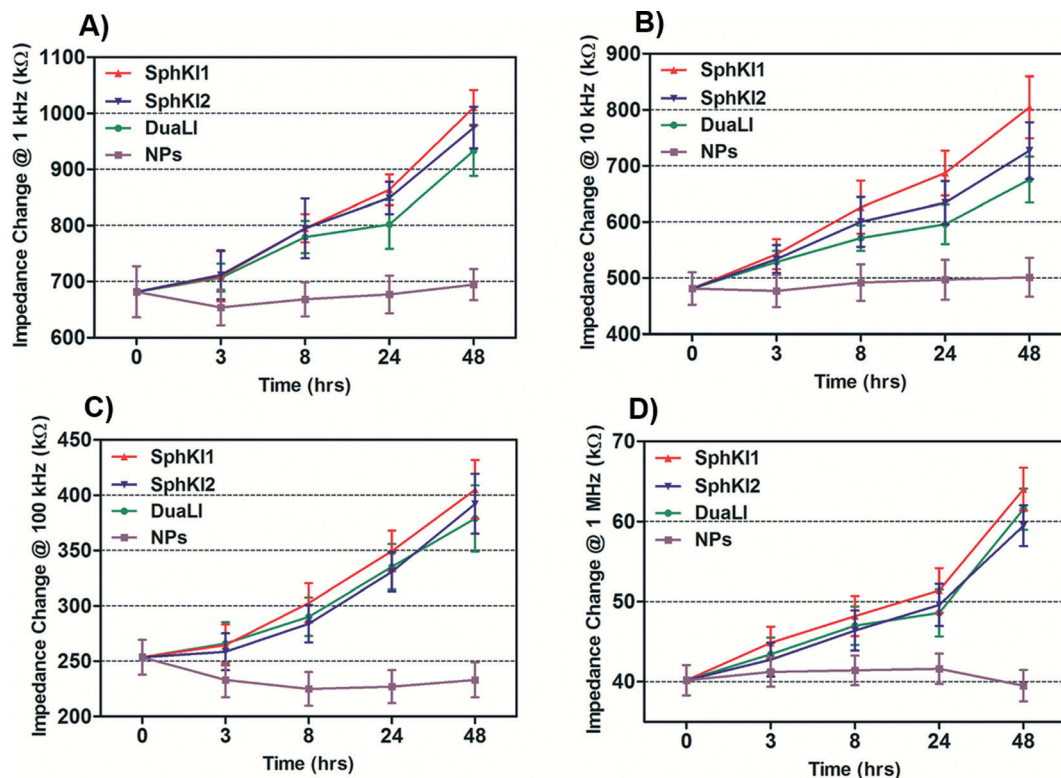 A)
Impedance Change @ 1 kHz (kΩ)
1100
1000
900
800
700
600
SphKI1
SphKI2
DuaLI
NPs
0 3 8 24 48
Time (hrs)
B)
Impedance Change @ 10 kHz (kΩ)
900
800
700
600
500
400
SphKI1
SphKI2
DuaLI
NPs
0 3 8 24 48
Time (hrs)
C)
Impedance Change @ 100 kHz (kΩ)
450
400
350
300
250
200
SphKI1
SphKI2
DuaLI
NPs
0 3 8 24 48
Time (hrs)
D)
Impedance Change @ 1 MHz (kΩ)
70
60
50
40
SphKI1
SphKI2
DuaLI
NPs
0 3 8 24 48
Time (hrs)